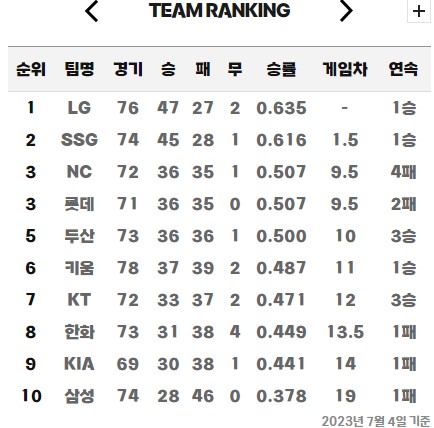 TEAM RANKING
순위 팀명 경기 승 패 무 승률 게임차 연속
1 LG 76 47 27 2 0.635 - 1승
2 SSG 74 45 28 1 0.616 1.5 1승
3 NC 72 36 35 1 0.507 9.5 4패
3 롯데 71 36 35 0 0.507 9.5 2패
5 두산 73 36 36 1 0.500 10 3승
6 키움 78 37 39 2 0.487 11 1승
7 KT 72 33 37 2 0.471 12 3승
8 한화 73 31 38 4 0.449 13.5 1패
9 KIA 69 30 38 1 0.441 14 1패
10 삼성 74 28 46 0 0.378 19 1패
2023년 7월 4일 기준